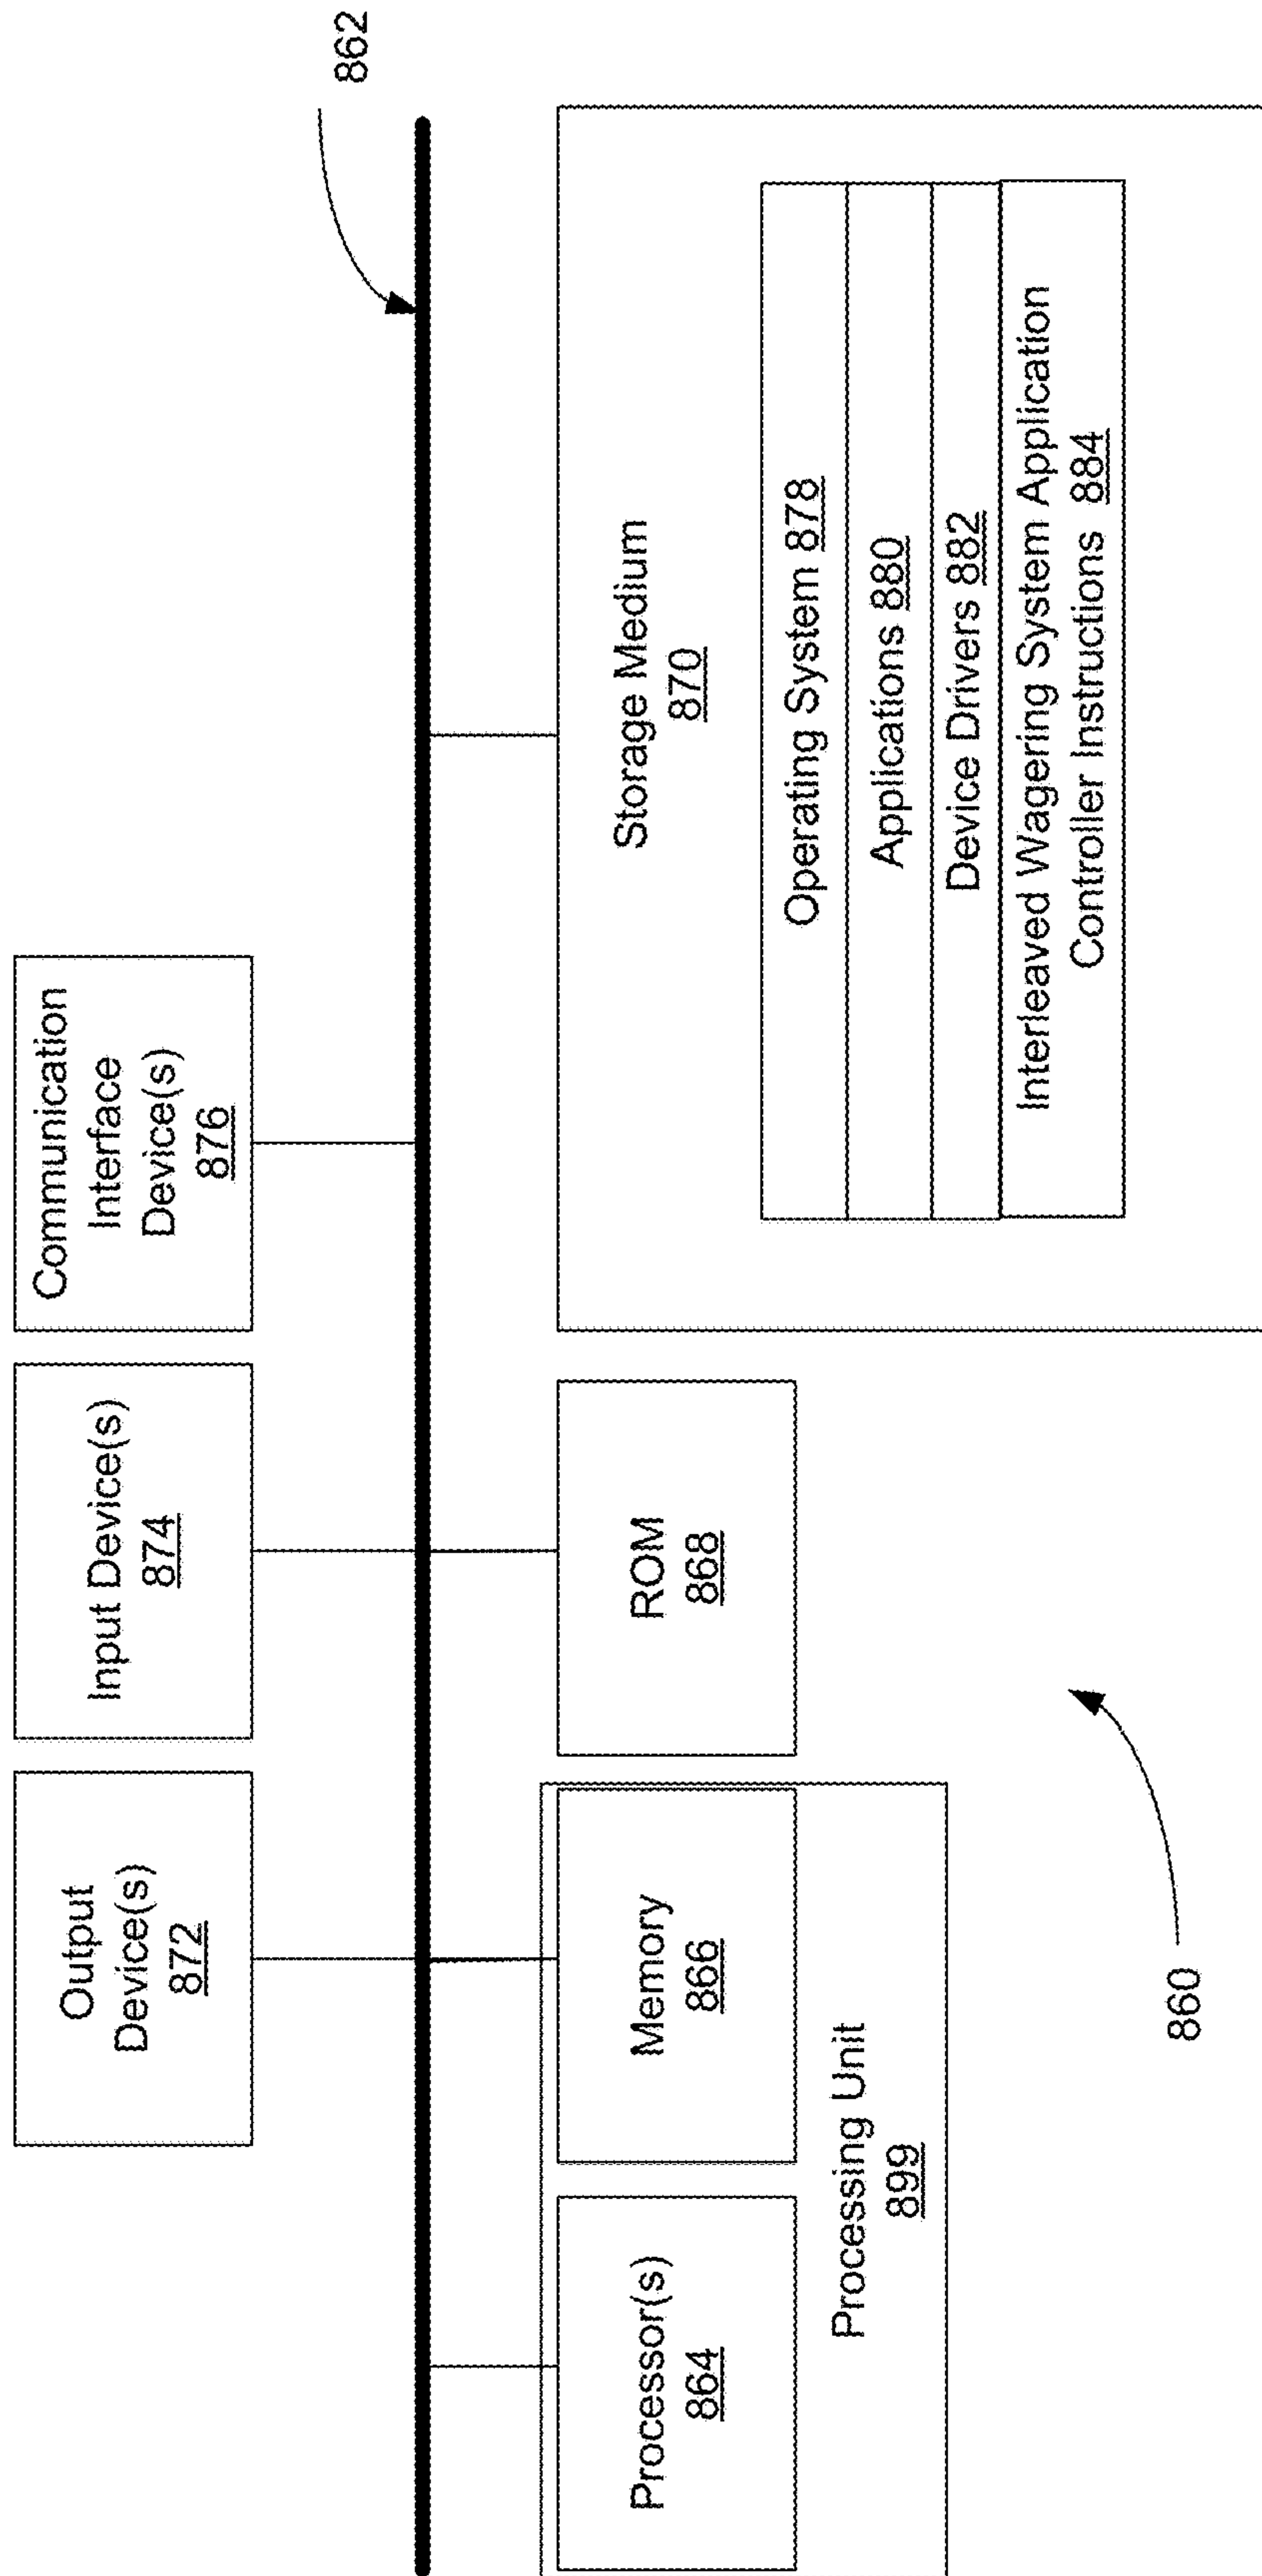 862
Output
Device(s)
872
Input Device(s)
874
Communication
Interface
Device(s)
876
Processor(s)
864
Memory
866
Processing Unit
899
ROM
868
Storage Medium
870
Operating System 878
Applications 880
Device Drivers 882
Interleaved Wagering System Application
Controller Instructions 884
860